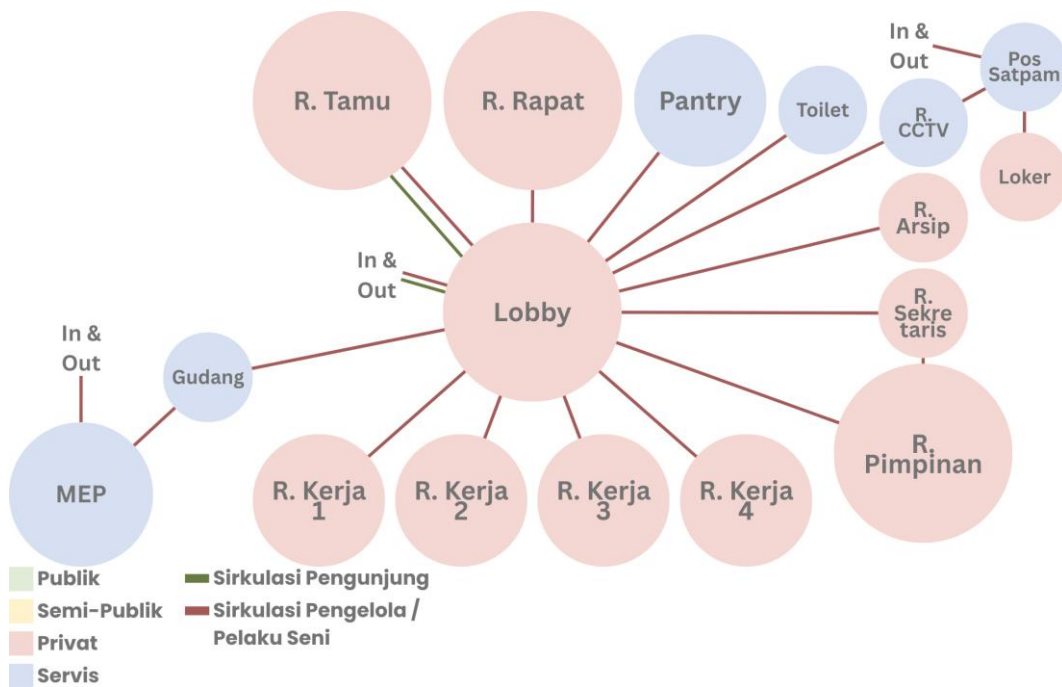 In &
Out
Pos
Satpam
R. Tamu
R. Rapat
Pantry
Toilet
R.
CCTV
Loker
R.
Arsip
In &
Out
Lobby
R.
Sekre
taris
In &
Out
Gudang
R.
Pimpinan
MEP
R. Kerja
1
R. Kerja
2
R. Kerja
3
R. Kerja
4
Publik
Semi-Publik
Privat
Servis
Sirkulasi Pengunjung
Sirkulasi Pengelola /
Pelaku Seni